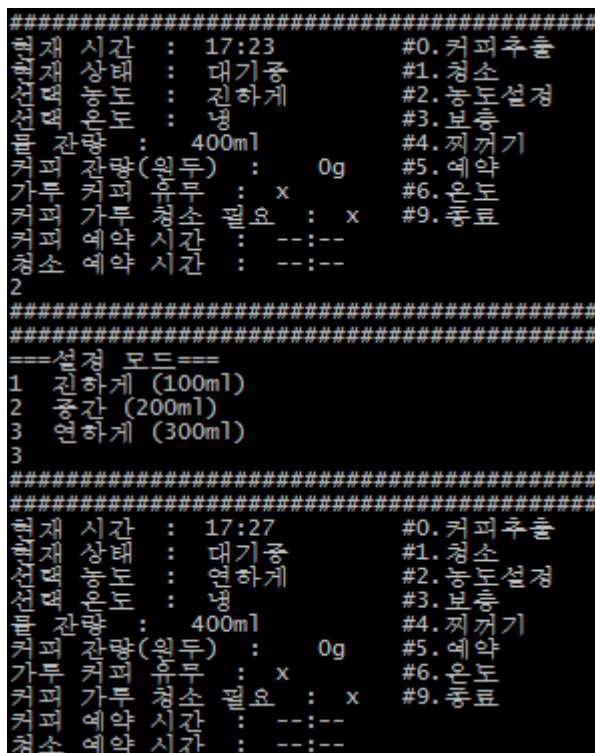 ##########################################
현재 시간 : 17:23 #0.커피추출
현재 상태 : 대기중 #1.청소
선택 농도 : 진하게 #2.농도설정
선택 온도 : 냉 #3.보충
물 잔량 : 400ml #4.찌꺼기
커피 잔량(원두) : 0g #5.예약
가루 커피 유무 : x #6.온도
커피 가루 청소 필요 : x #9.종료
커피 예약 시간 : --:--
청소 예약 시간 : --:--
2
##########################################
##########################################
===설정 모드===
1 진하게 (100ml)
2 중간 (200ml)
3 연하게 (300ml)
3
##########################################
##########################################
현재 시간 : 17:27 #0.커피추출
현재 상태 : 대기중 #1.청소
선택 농도 : 연하게 #2.농도설정
선택 온도 : 냉 #3.보충
물 잔량 : 400ml #4.찌꺼기
커피 잔량(원두) : 0g #5.예약
가루 커피 유무 : x #6.온도
커피 가루 청소 필요 : x #9.종료
커피 예약 시간 : --:--
청소 예약 시간 : --:--